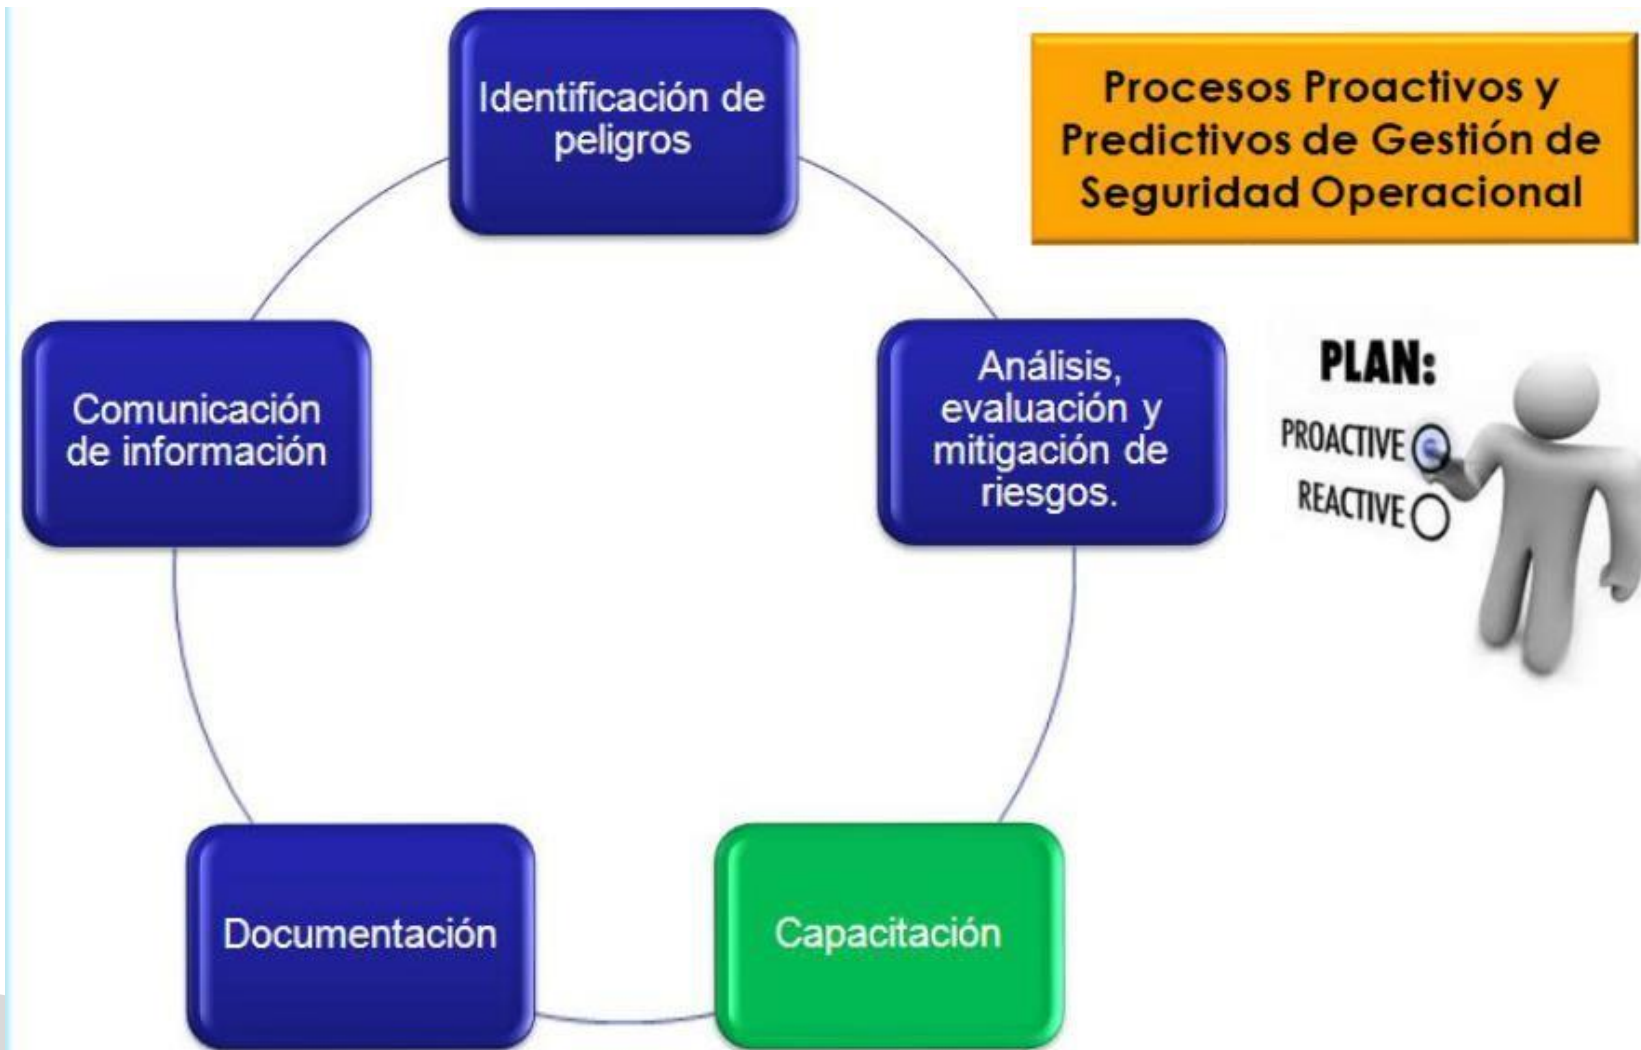 Identificación de
peligros
Procesos Proactivos y
Predictivos de Gestión de
Seguridad Operacional
Comunicación
de información
Análisis,
evaluación y
mitigación de
riesgos.
PLAN:
PROACTIVE
REACTIVE
Documentación
Capacitación